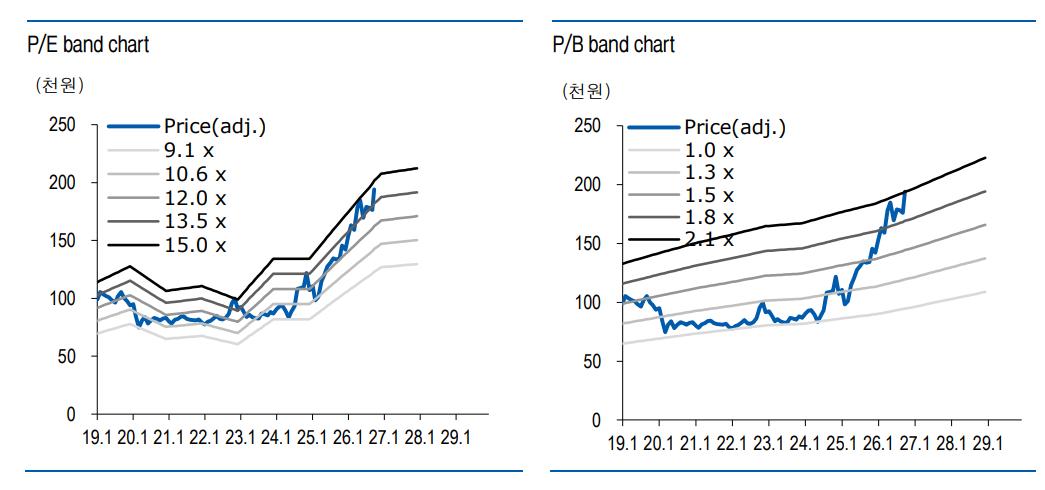 P/E band chart
(천원)
250
200
150
100
50
0
Price(adj.)
9.1 x
10.6 x
12.0 x
13.5 x
15.0 x
19.1 20.1 21.1 22.1 23.1 24.1 25.1 26.1 27.1 28.1 29.1
P/B band chart
(천원)
250
200
150
100
50
0
Price(adj.)
1.0 x
1.3 x
1.5 x
1.8 x
2.1 x
19.1 20.1 21.1 22.1 23.1 24.1 25.1 26.1 27.1 28.1 29.1